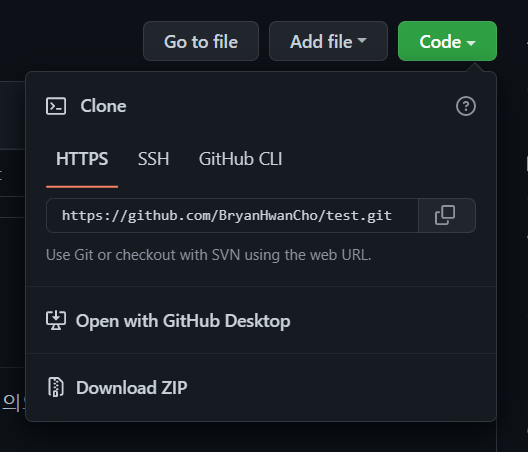 Go to file Add file Code
Clone
HTTPS SSH GitHub CLI
https://github.com/BryanHwanCho/test.git
Use Git or checkout with SVN using the web URL.
Open with GitHub Desktop
Download ZIP
의